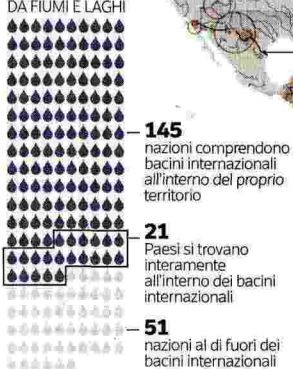 DA FIUMI E LAGHI
145
nazioni comprendono
bacini internazionali
all'interno del proprio
territorio
21
Paesi si trovano
interamente
all'interno dei bacini
internazionali
51
nazioni al di fuori dei
bacini internazionali